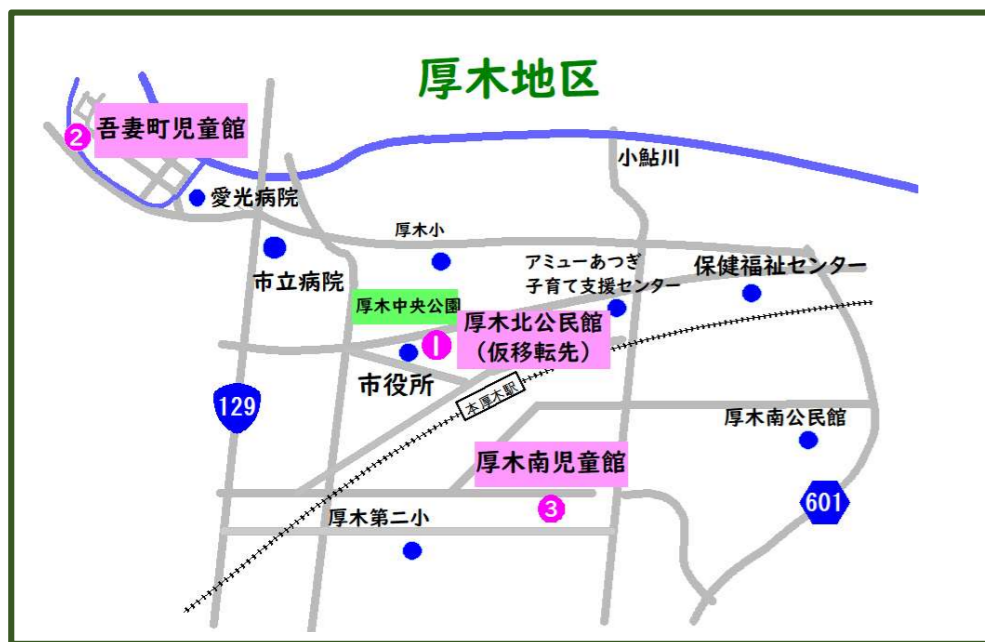 厚木地区
2
吾妻町児童館
小鮎川
愛光病院
厚木小
アミューあつぎ
子育て支援センター
保健福祉センター
市立病院
厚木中央公園
1
厚木北公民館
(仮移転先)
市役所
129
本厚木駅
厚木南公民館
厚木南児童館
3
601
厚木第二小